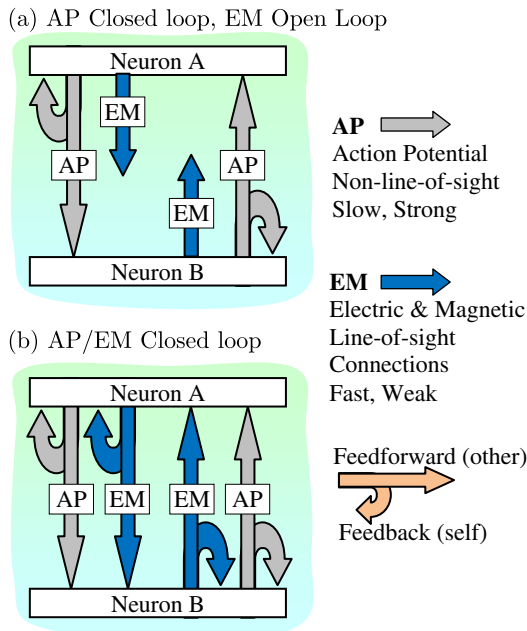 (a) AP Closed loop, EM Open Loop
Neuron A
EM
AP
AP
EM
Neuron B
AP
Action Potential
Non-line-of-sight
Slow, Strong
EM
Electric & Magnetic
Line-of-sight
Connections
Fast, Weak
(b) AP/EM Closed loop
Neuron A
AP
EM
EM
AP
Neuron B
Feedforward (other)
Feedback (self)